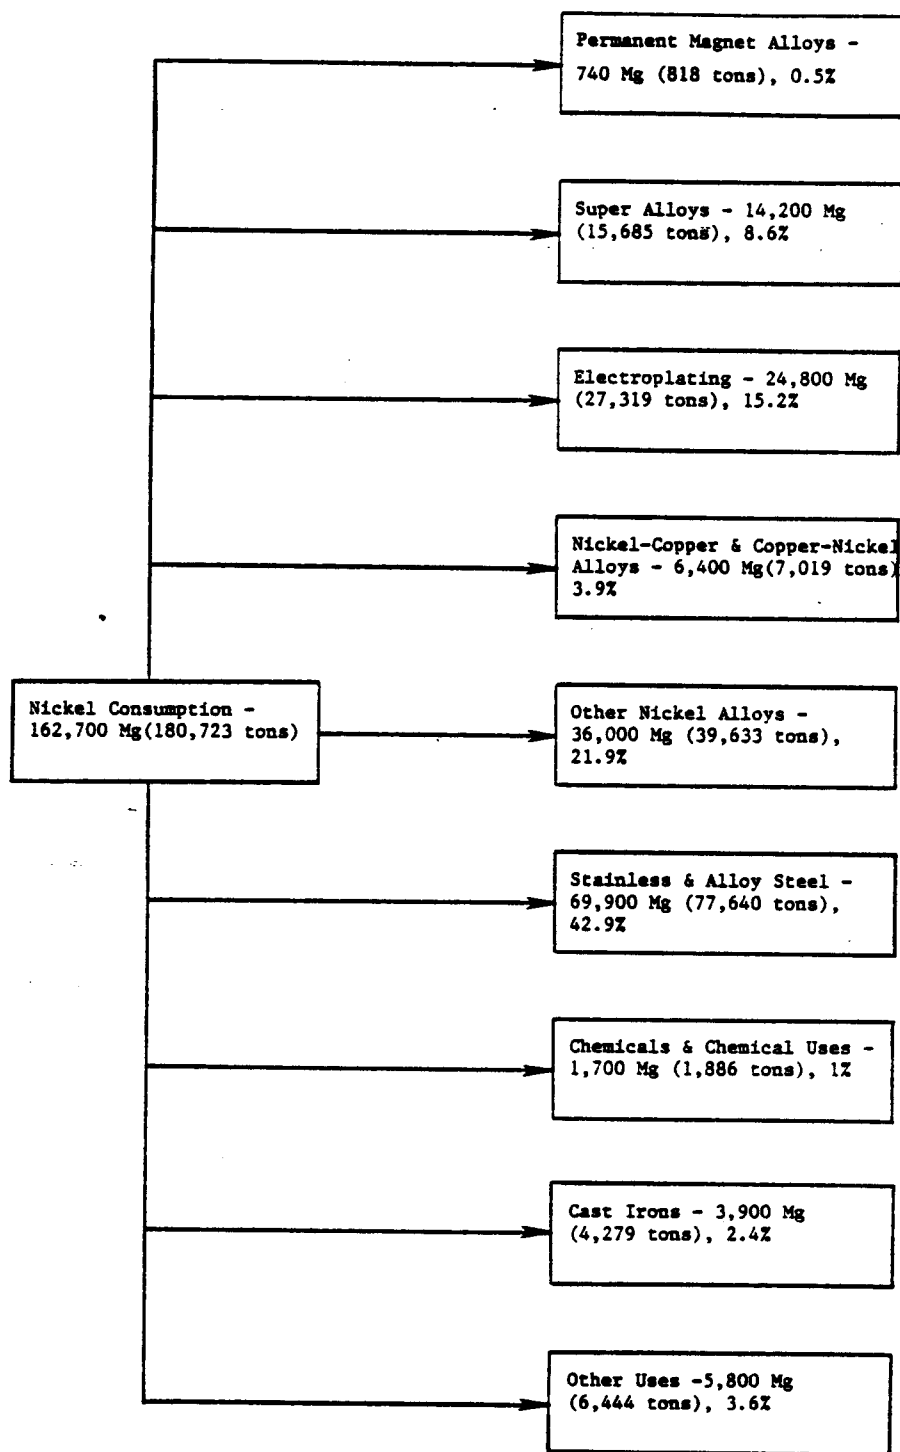 Permanent Magnet Alloys -
740 Mg (818 tons), 0.5%
Super Alloys - 14,200 Mg
(15,685 tons), 8.6%
Electroplating - 24,800 Mg
(27,319 tons), 15.2%
Nickel-Copper & Copper-Nickel
Alloys - 6,400 Mg(7,019 tons)
3.9%
Nickel Consumption -
162,700 Mg(180,723 tons)
Other Nickel Alloys -
36,000 Mg (39,633 tons),
21.9%
Stainless & Alloy Steel -
69,900 Mg (77,640 tons),
42.9%
Chemicals & Chemical Uses -
1,700 Mg (1,886 tons), 1%
Cast Irons - 3,900 Mg
(4,279 tons), 2.4%
Other Uses -5,800 Mg
(6,444 tons), 3.6%